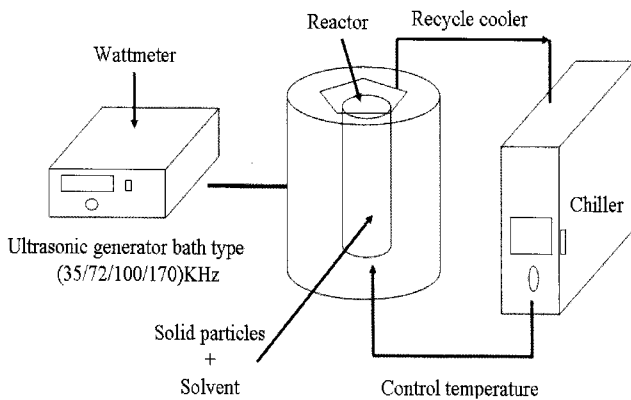 Reactor
Recycle cooler
Wattmeter
Chiller
Ultrasonic generator bath type
(35/72/100/170)KHz
Solid particles
+
Solvent
Control temperature